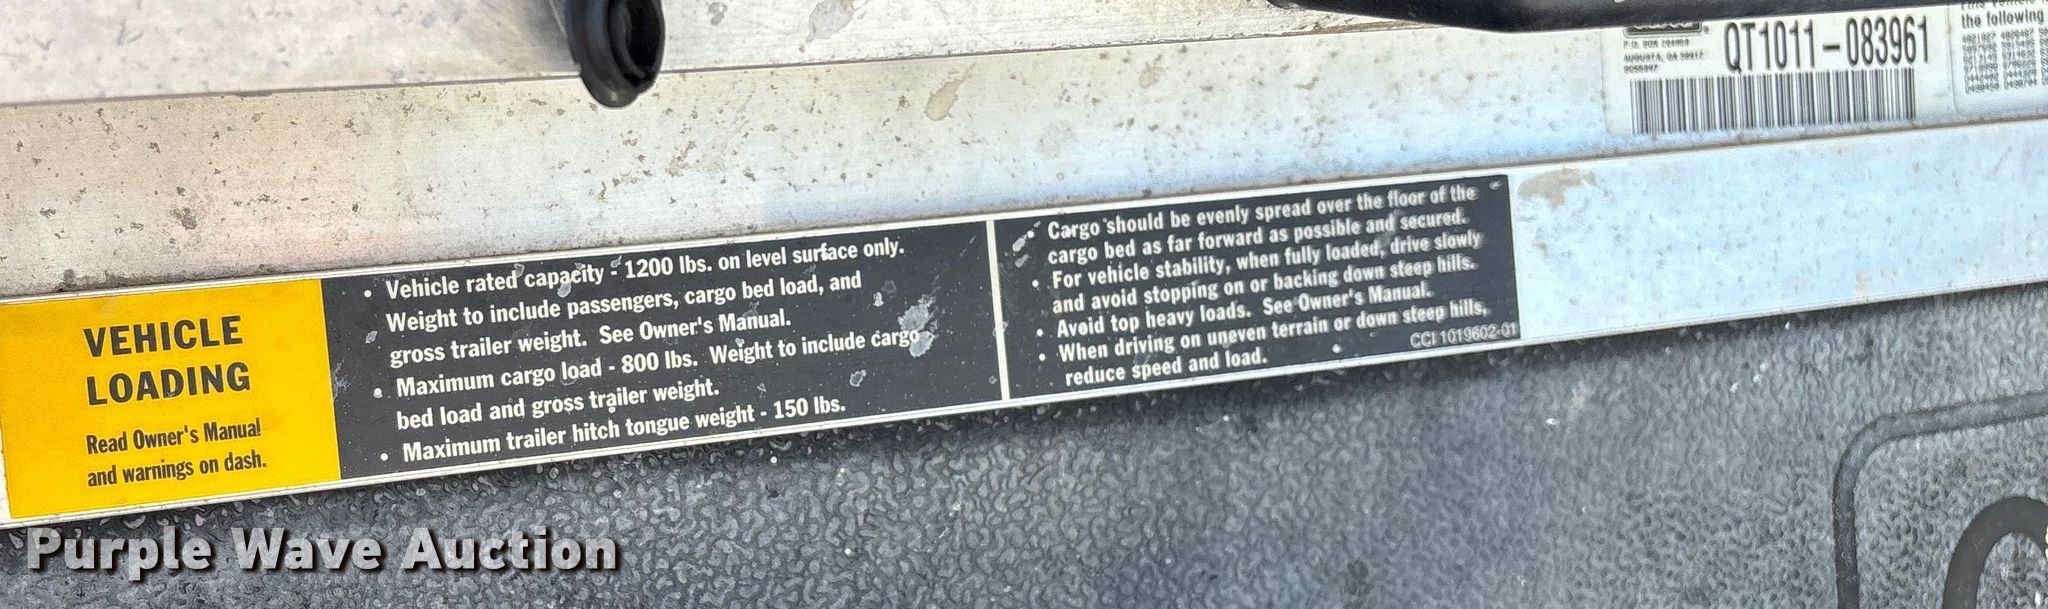 the following
P.O. BOX 204658
AUGUSTA, GA 30917
QT1011-083961
VEHICLE
LOADING
Read Owner's Manual
and warnings on dash.
• Vehicle rated capacity - 1200 lbs. on level surface only.
Weight to include passengers, cargo bed load, and
gross trailer weight. See Owner's Manual.
• Maximum cargo load - 800 lbs. Weight to include cargo
bed load and gross trailer weight.
• Maximum trailer hitch tongue weight - 150 lbs.
• Cargo should be evenly spread over the floor of the
cargo bed as far forward as possible and secured.
• For vehicle stability, when fully loaded, drive slowly
and avoid stopping on or backing down steep hills.
• Avoid top heavy loads. See Owner's Manual.
• When driving on uneven terrain or down steep hills,
reduce speed and load.
CCI 1019602-01
Purple Wave Auction